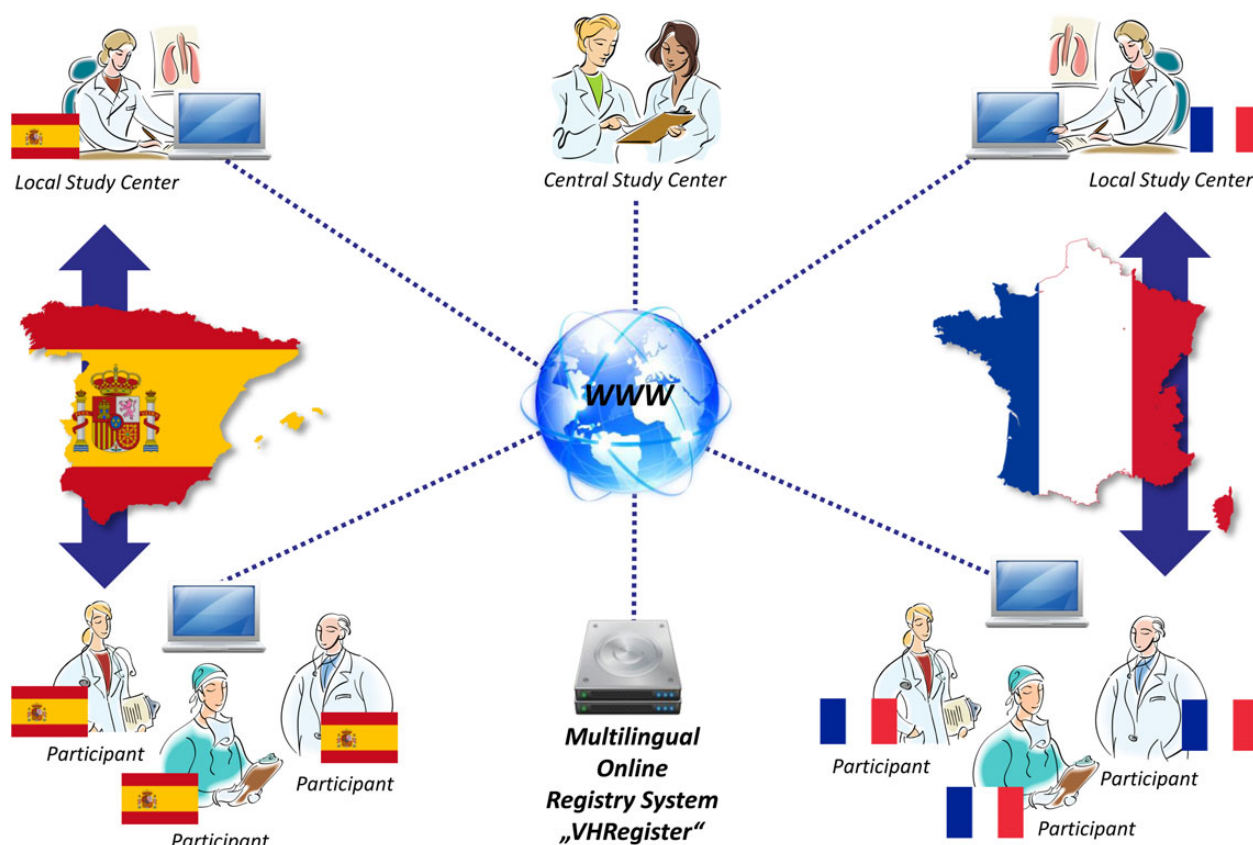 Local Study Center
Central Study Center
Local Study Center
WWW
Participant
Participant
Participant
Multilingual
Online
Registry System
„VHRegister“
Participant
Participant
Participant